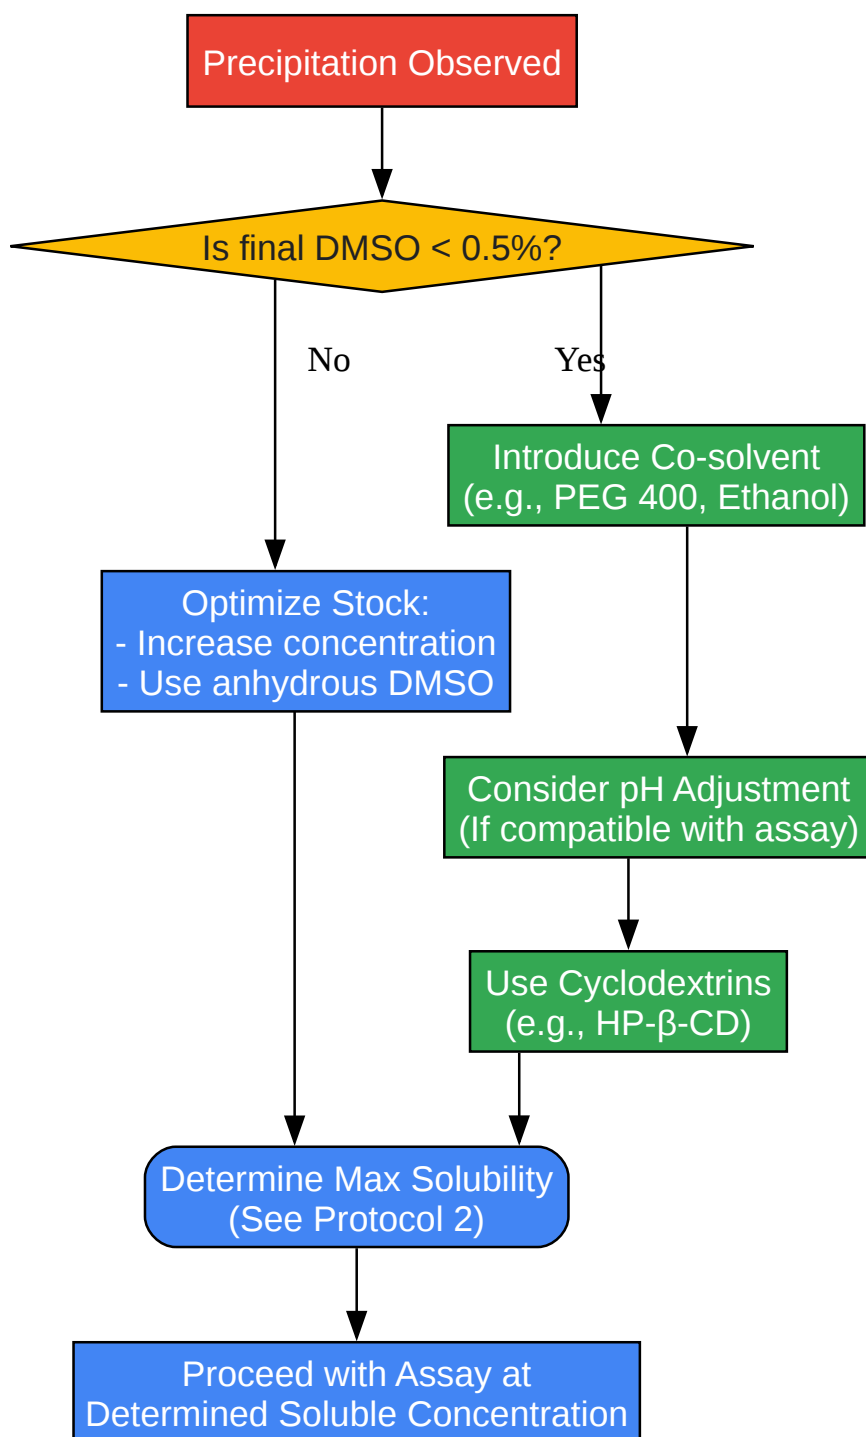 Precipitation Observed
Is final DMSO < 0.5%?
No
Yes
Introduce Co-solvent
(e.g., PEG 400, Ethanol)
Optimize Stock:
- Increase concentration
- Use anhydrous DMSO
Consider pH Adjustment
(If compatible with assay)
Use Cyclodextrins
(e.g., HP-β-CD)
Determine Max Solubility
(See Protocol 2)
Proceed with Assay at
Determined Soluble Concentration